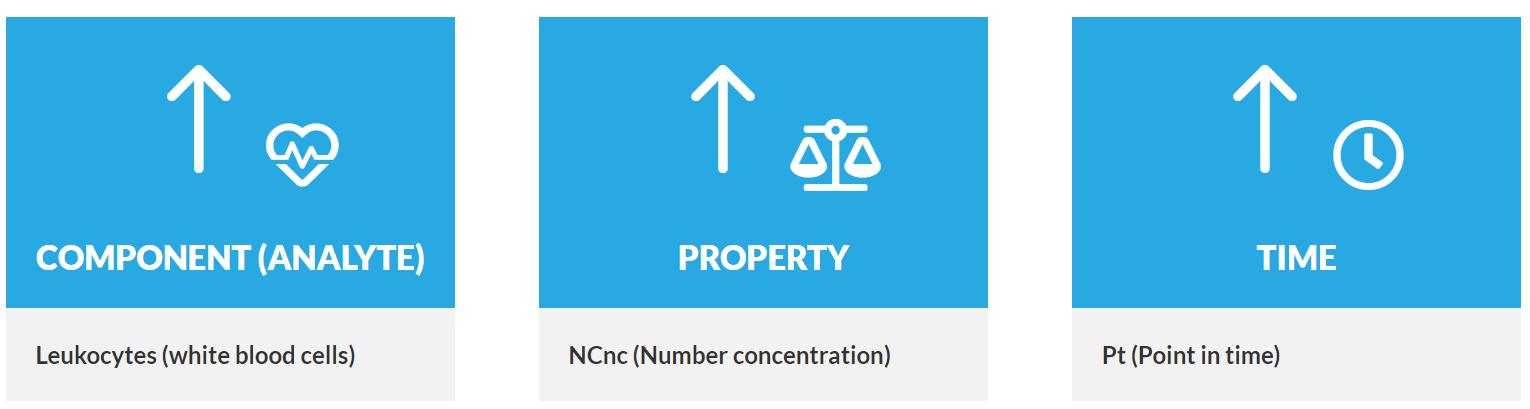 COMPONENT (ANALYTE)
Leukocytes (white blood cells)
PROPERTY
NCnc (Number concentration)
TIME
Pt (Point in time)